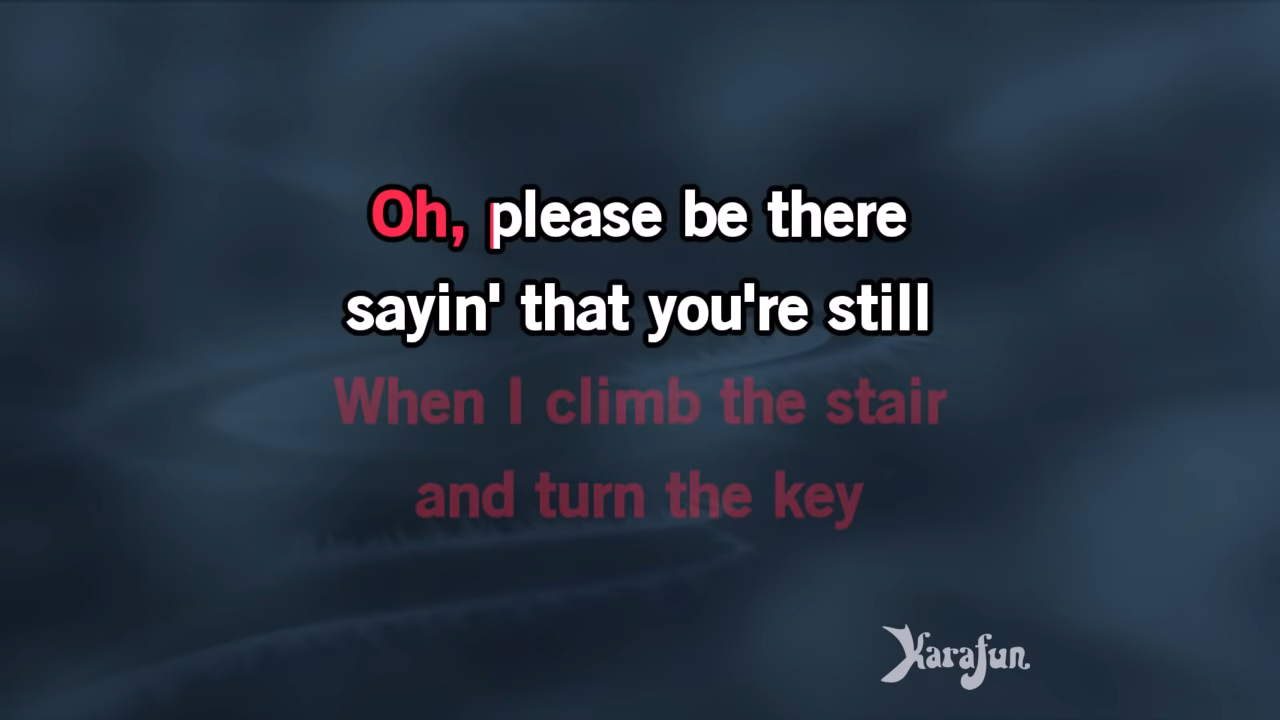 Oh, please be there
sayin' that you're still
When I climb the stair
and turn the key
Karafun